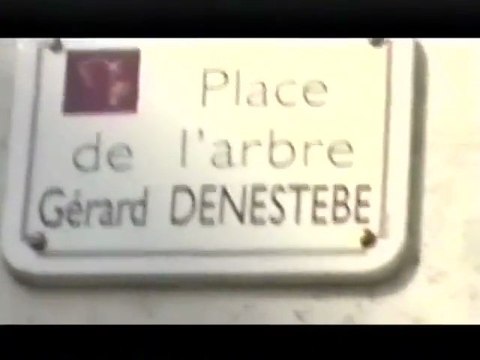 Place
de l'arbre
Gérard DENESTEBE